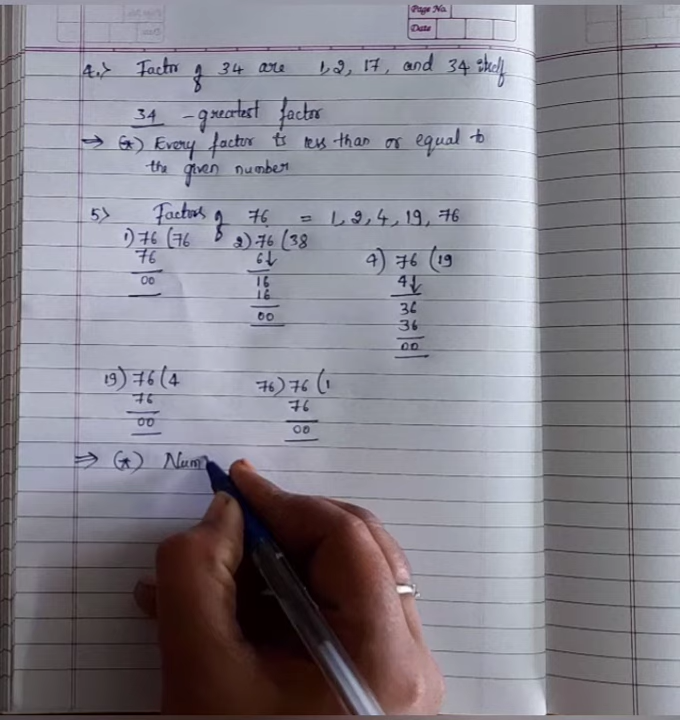 Page No.
Date
4.> Factor of 34 are 1, 2, 17, and 34 itself
34 - greatest factor
⇒ (*) Every factor is less than or equal to
the given number
5> Factors of 76 = 1, 2, 4, 19, 76
1) 76 (76
76
00
2) 76 (38
6↓
16
16
00
4) 76 (19
4↓
36
36
00
19) 76 (4
76
00
76) 76 (1
76
00
⇒ (*) Num